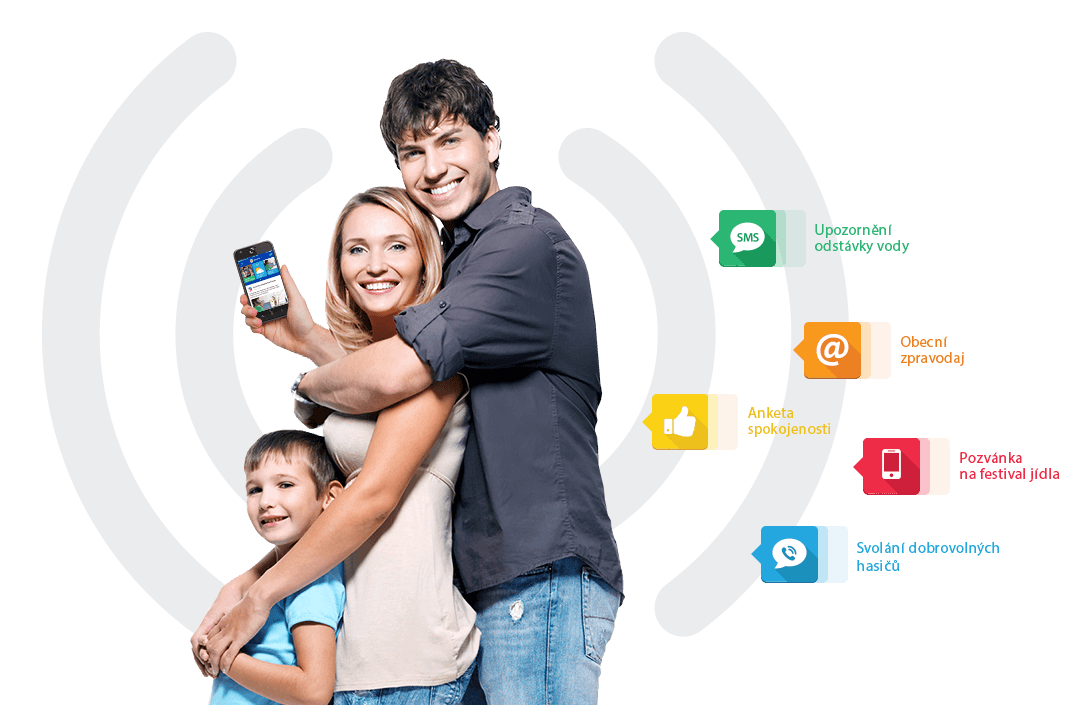 SMS
Upozornění
odstávky vody
@
Obecní
zpravodaj
Anketa
spokojenosti
Pozvánka
na festival jídla
Svolání dobrovolných
hasičů